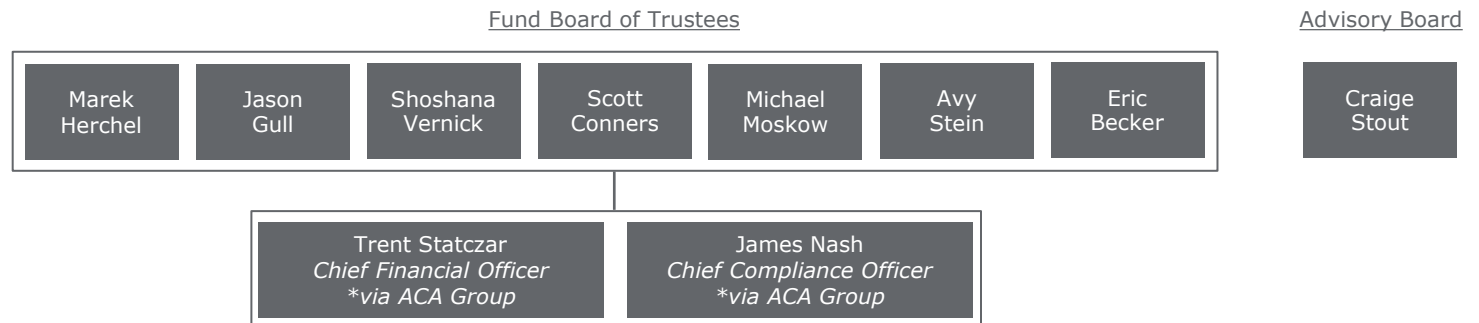 Fund Board of Trustees
Advisory Board
Marek
Herchel
Jason
Gull
Shoshana
Vernick
Scott
Conners
Michael
Moskow
Avy
Stein
Eric
Becker
Craige
Stout
Trent Statczar
Chief Financial Officer
*via ACA Group
James Nash
Chief Compliance Officer
*via ACA Group